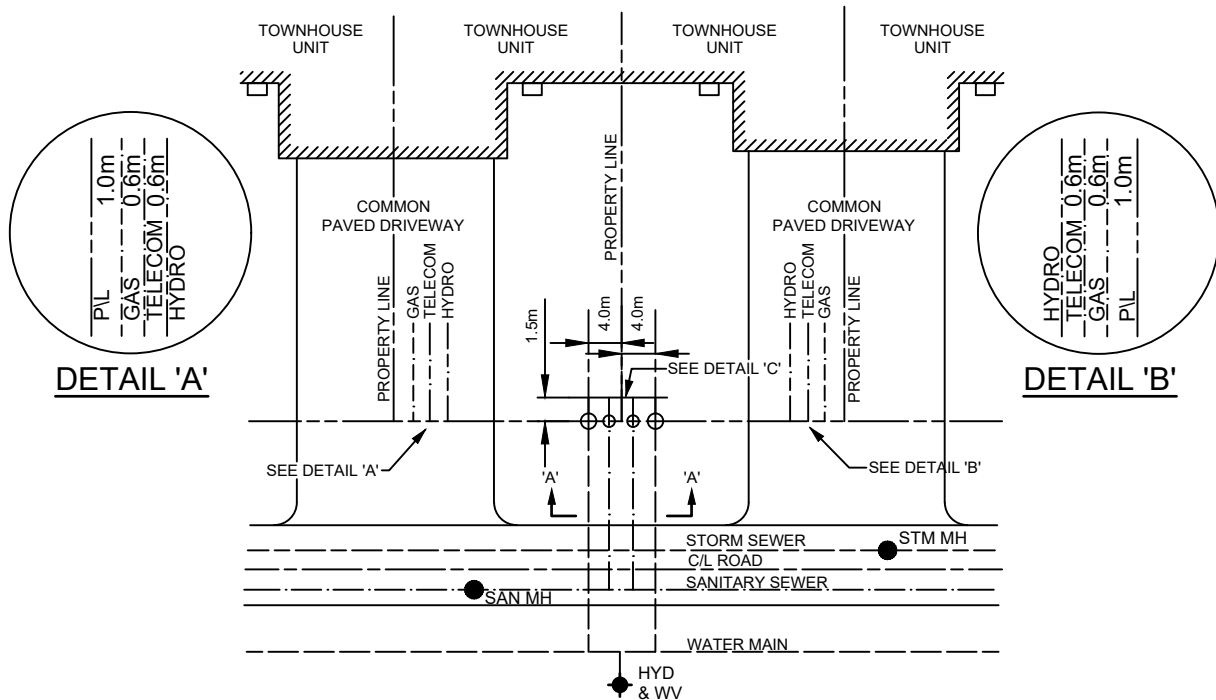 TOWNHOUSE
UNIT
TOWNHOUSE
UNIT
TOWNHOUSE
UNIT
TOWNHOUSE
UNIT
P\L
1.0m
GAS
0.6m
TELECOM
0.6m
HYDRO
DETAIL 'A'
COMMON
PAVED DRIVEWAY
PROPERTY LINE
GAS
TELECOM
HYDRO
PROPERTY LINE
1.5m
4.0m
4.0m
SEE DETAIL 'C'
COMMON
PAVED DRIVEWAY
HYDRO
TELECOM
GAS
PROPERTY LINE
HYDRO
TELECOM
0.6m
GAS
0.6m
P\L
1.0m
DETAIL 'B'
SEE DETAIL 'A'
'A'
'A'
SEE DETAIL 'B'
STORM SEWER
STM MH
C/L ROAD
SANITARY SEWER
SAN MH
WATER MAIN
HYD
& WV